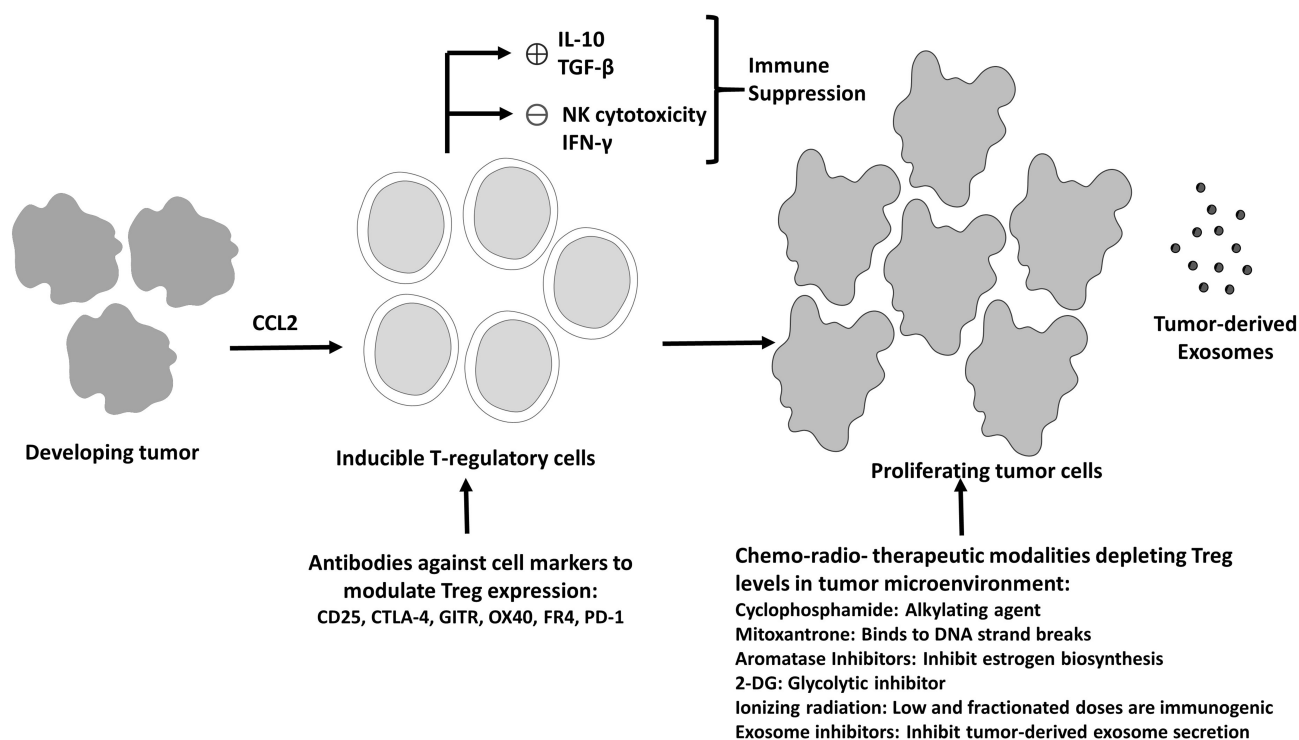 IL-10
TGF-β
NK cytotoxicity
IFN-γ
Immune
Suppression
CCL2
Developing tumor
Inducible T-regulatory cells
Proliferating tumor cells
Tumor-derived
Exosomes
Antibodies against cell markers to
modulate Treg expression:
CD25, CTLA-4, GITR, OX40, FR4, PD-1
Chemo-radio- therapeutic modalities depleting Treg
levels in tumor microenvironment:
Cyclophosphamide: Alkylating agent
Mitoxantrone: Binds to DNA strand breaks
Aromatase Inhibitors: Inhibit estrogen biosynthesis
2-DG: Glycolytic inhibitor
Ionizing radiation: Low and fractionated doses are immunogenic
Exosome inhibitors: Inhibit tumor-derived exosome secretion